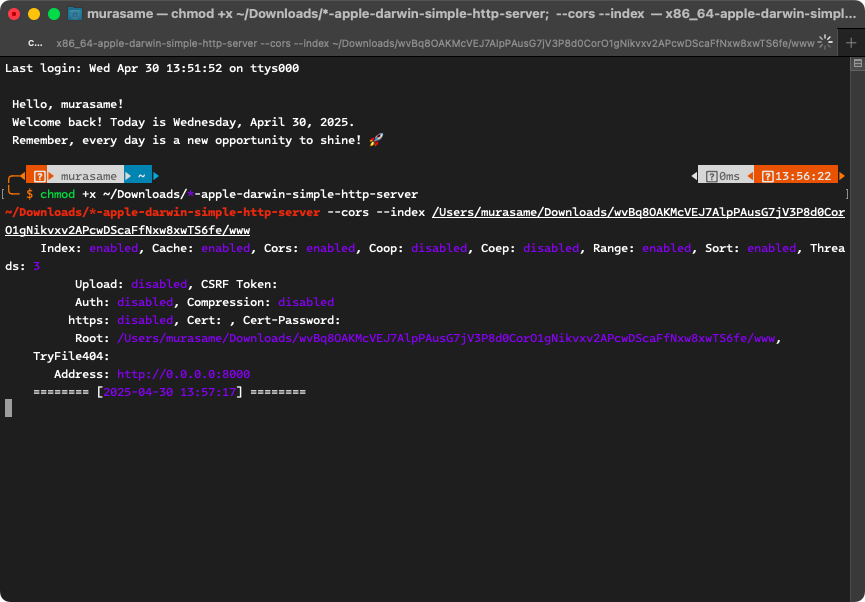 murasame — chmod +x ~/Downloads/*-apple-darwin-simple-http-server;  --cors --index  — x86_64-apple-darwin-simpl...
c... x86_64-apple-darwin-simple-http-server --cors --index ~/Downloads/wvBq8OAKMcVEJ7AlpPAusG7jV3P8d0CorO1gNikvxv2APcwDScaFfNxw8xwTS6fe/www
Last login: Wed Apr 30 13:51:52 on ttys000
Hello, murasame!
Welcome back! Today is Wednesday, April 30, 2025.
Remember, every day is a new opportunity to shine! 🚀
murasame ~ 0ms 13:56:22
[ $ chmod +x ~/Downloads/*-apple-darwin-simple-http-server ]
~/Downloads/*-apple-darwin-simple-http-server --cors --index /Users/murasame/Downloads/wvBq8OAKMcVEJ7AlpPAusG7jV3P8d0Cor
O1gNikvxv2APcwDScaFfNxw8xwTS6fe/www
Index: enabled, Cache: enabled, Cors: enabled, Coop: disabled, Coep: disabled, Range: enabled, Sort: enabled, Threa
ds: 3
Upload: disabled, CSRF Token:
Auth: disabled, Compression: disabled
https: disabled, Cert: , Cert-Password:
Root: /Users/murasame/Downloads/wvBq8OAKMcVEJ7AlpPAusG7jV3P8d0CorO1gNikvxv2APcwDScaFfNxw8xwTS6fe/www,
TryFile404:
Address: http://0.0.0.0:8000
======== [2025-04-30 13:57:17] ========